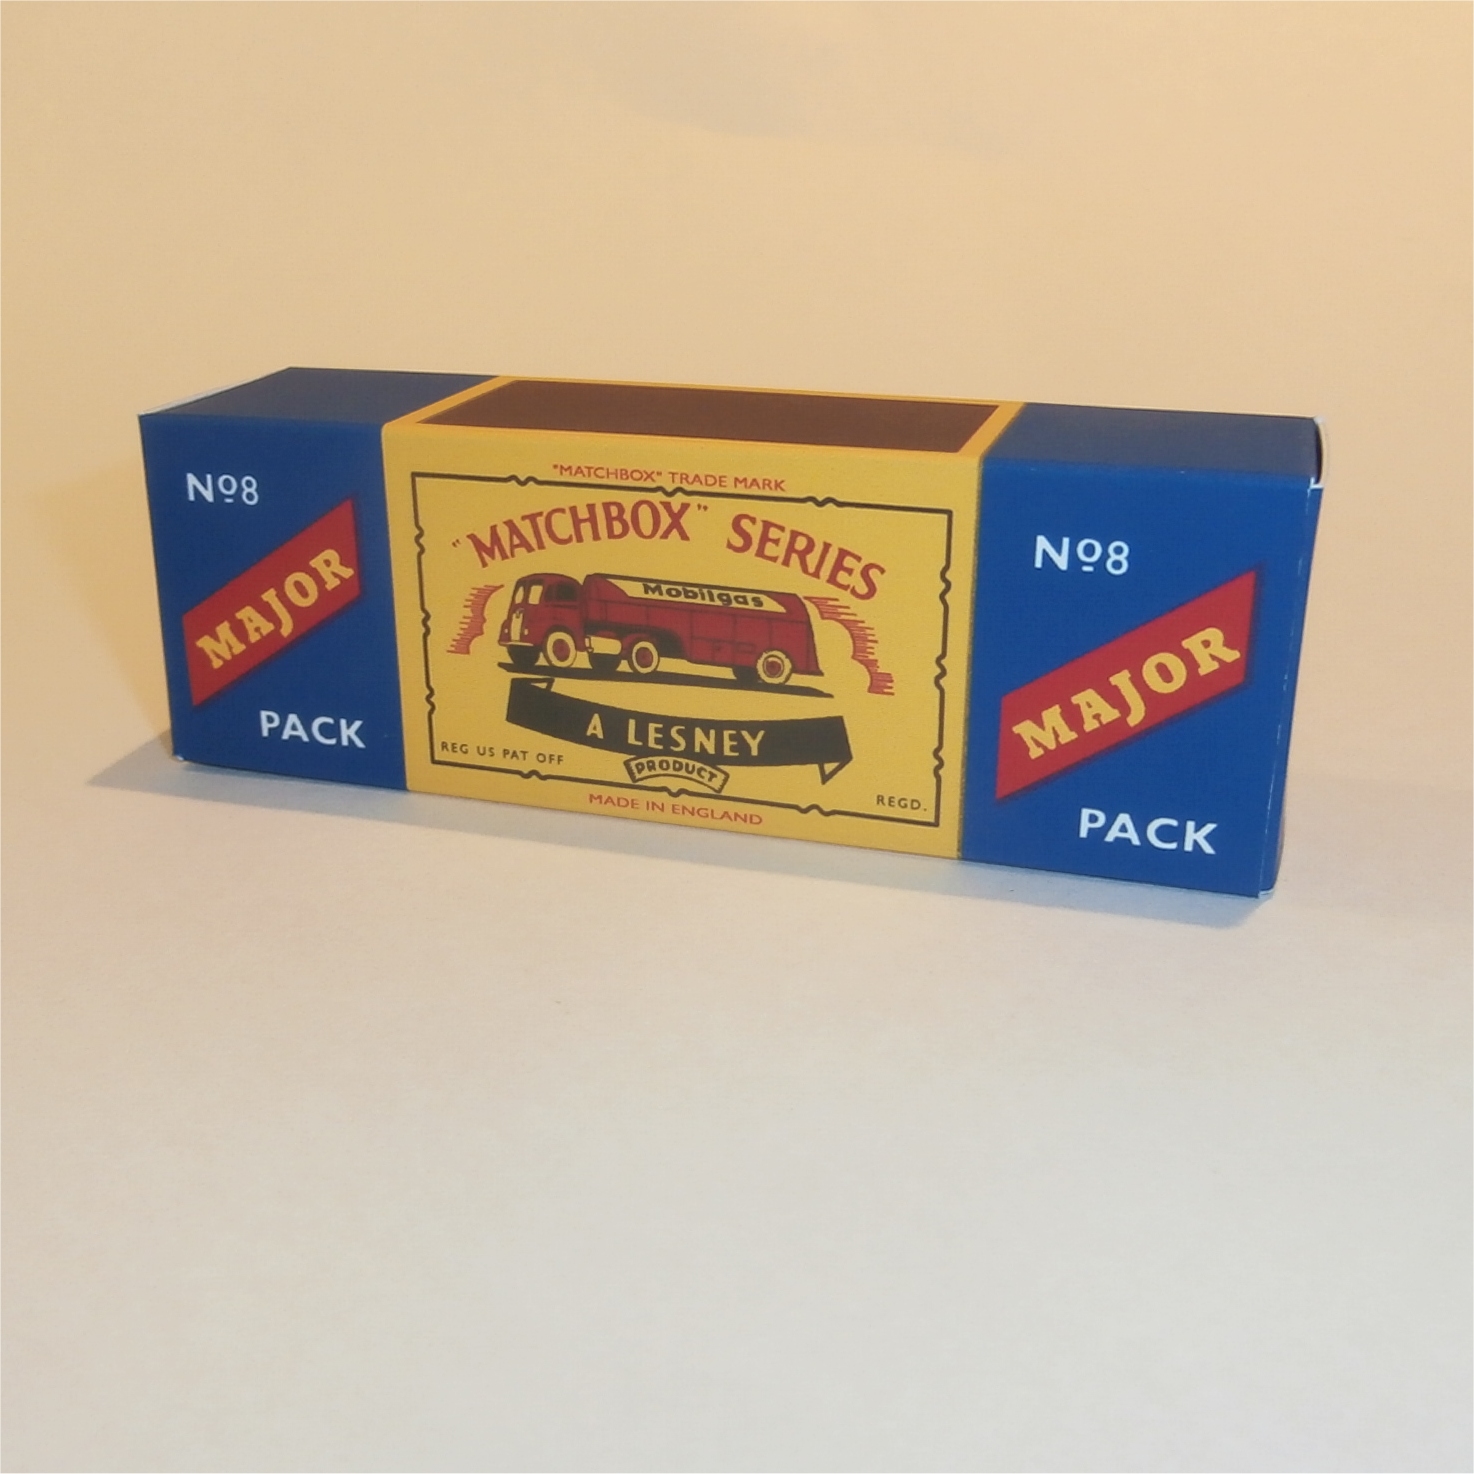 Nº8
MAJOR
PACK
"MATCHBOX" TRADE MARK
"MATCHBOX" SERIES
Mobilgas
A LESNEY
PRODUCT
REG US PAT OFF
REGD.
MADE IN ENGLAND
Nº8
MAJOR
PACK